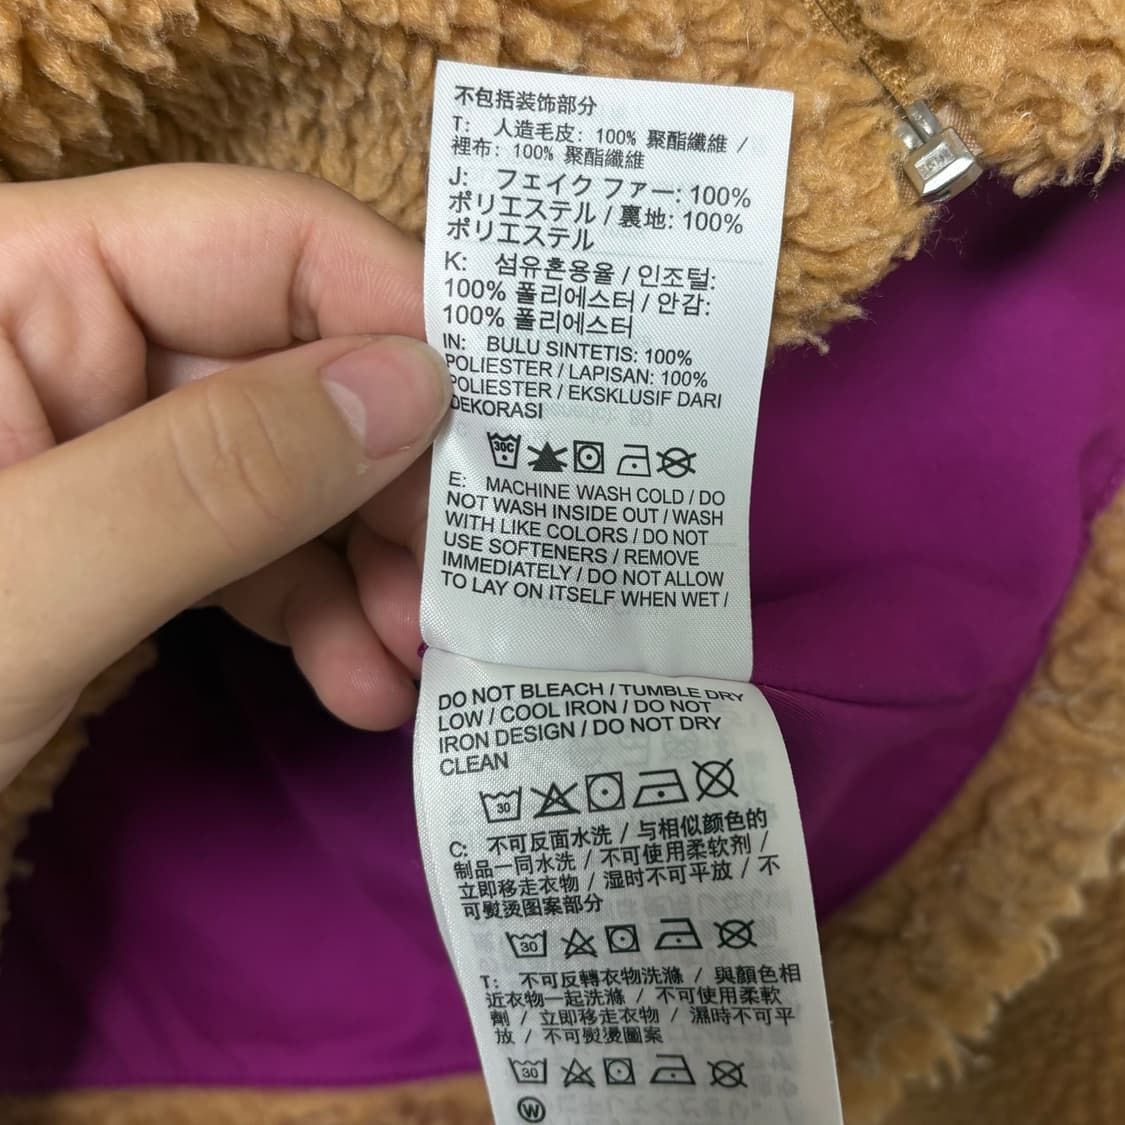 不包括装饰部分
T: 人造毛皮: 100% 聚酯纖維 /
裡布: 100% 聚酯纖維
J: フェイク ファー: 100%
ポリエステル / 裏地: 100%
ポリエステル
K: 섬유혼용율 / 인조털:
100% 폴리에스터 / 안감:
100% 폴리에스터
IN: BULU SINTETIS: 100%
POLIESTER / LAPISAN: 100%
POLIESTER / EKSKLUSIF DARI
DEKORASI
30C
E: MACHINE WASH COLD / DO
NOT WASH INSIDE OUT / WASH
WITH LIKE COLORS / DO NOT
USE SOFTENERS / REMOVE
IMMEDIATELY / DO NOT ALLOW
TO LAY ON ITSELF WHEN WET /
DO NOT BLEACH / TUMBLE DRY
LOW / COOL IRON / DO NOT
IRON DESIGN / DO NOT DRY
CLEAN
30
C: 不可反面水洗 / 与相似颜色的
制品一同水洗 / 不可使用柔软剂 /
立即移走衣物 / 湿时不可平放 / 不
可熨烫图案部分
30
T: 不可反轉衣物洗滌 / 與顏色相
近衣物一起洗滌 / 不可使用柔軟
劑 / 立即移走衣物 / 濕時不可平
放 / 不可熨燙圖案
30
W